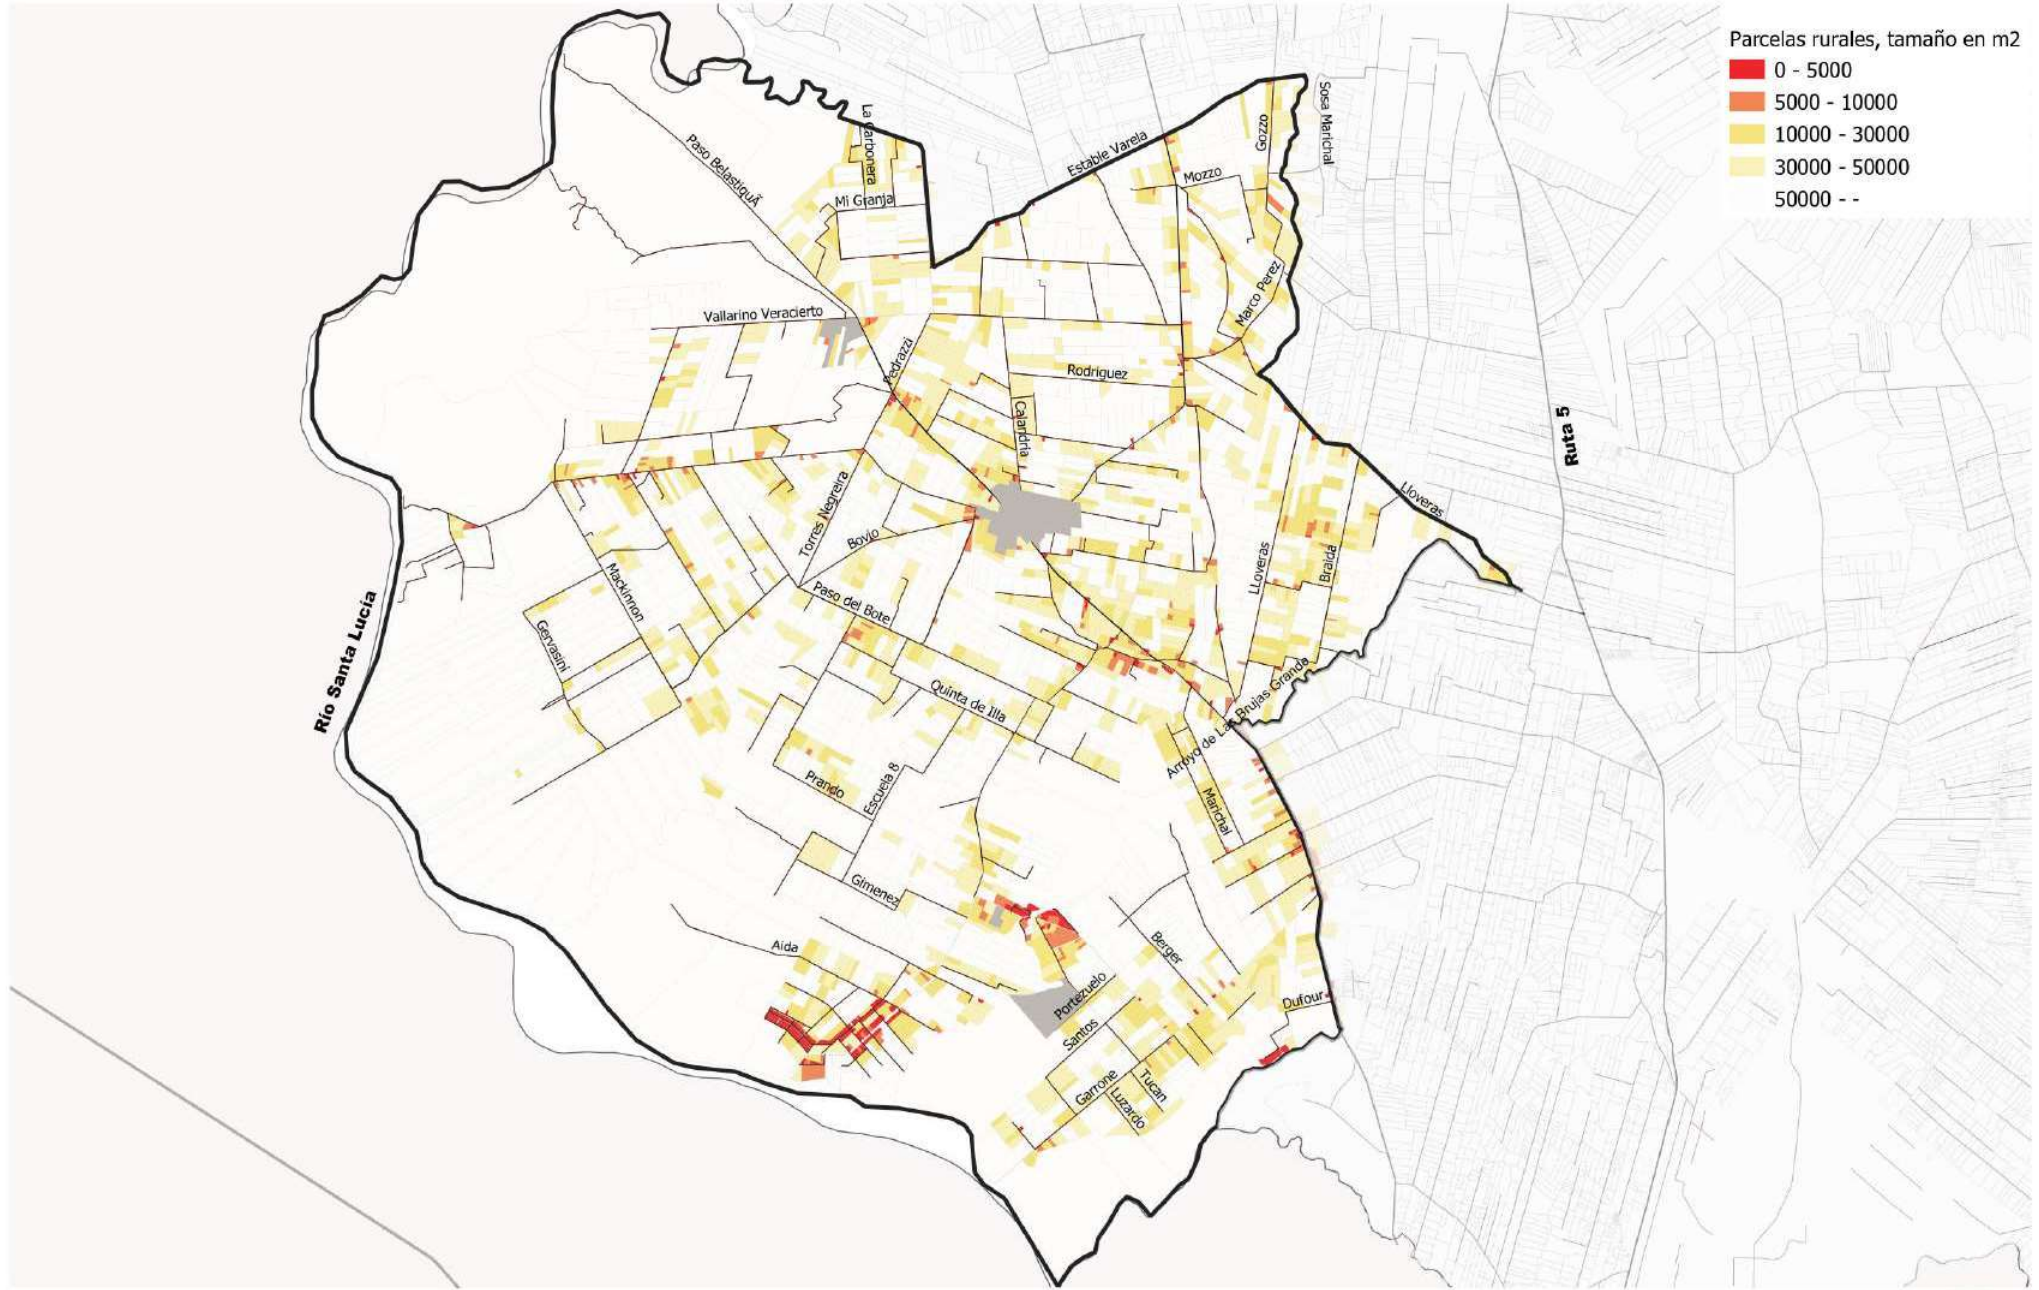 Parcelas rurales, tamaño en m2
0 - 5000
5000 - 10000
10000 - 30000
30000 - 50000
50000 - -
La Carbonera
Sosa Marichal
Gozzo
Estable Varela
Paso BelastiquÃ
Mozzo
Mi Granja
Marco Perez
Vallarino Veracierto
Pedrazzi
Rodriguez
Calandria
Ruta 5
Lloveras
Torres Negreira
Bovio
LLoveras
Braida
Mackinnon
Paso del Bote
Gervasini
Río Santa Lucía
Quinta de Illa
Arroyo de Las Brujas Granda
Prando
Escuela 8
Marichal
Gimenez
Aida
Berger
Portezuelo
Dufour
Santos
Garrone
Tucan
Luzardo